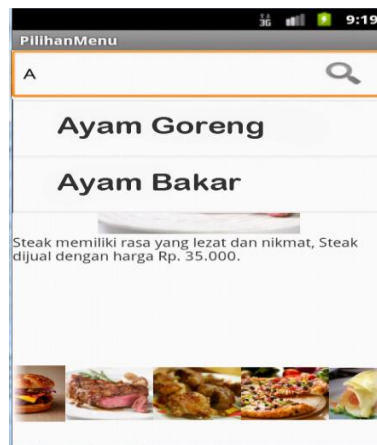 3G 9:19
PilihanMenu
A
Ayam Goreng
Ayam Bakar
Steak memiliki rasa yang lezat dan nikmat, Steak
dijual dengan harga Rp. 35.000.